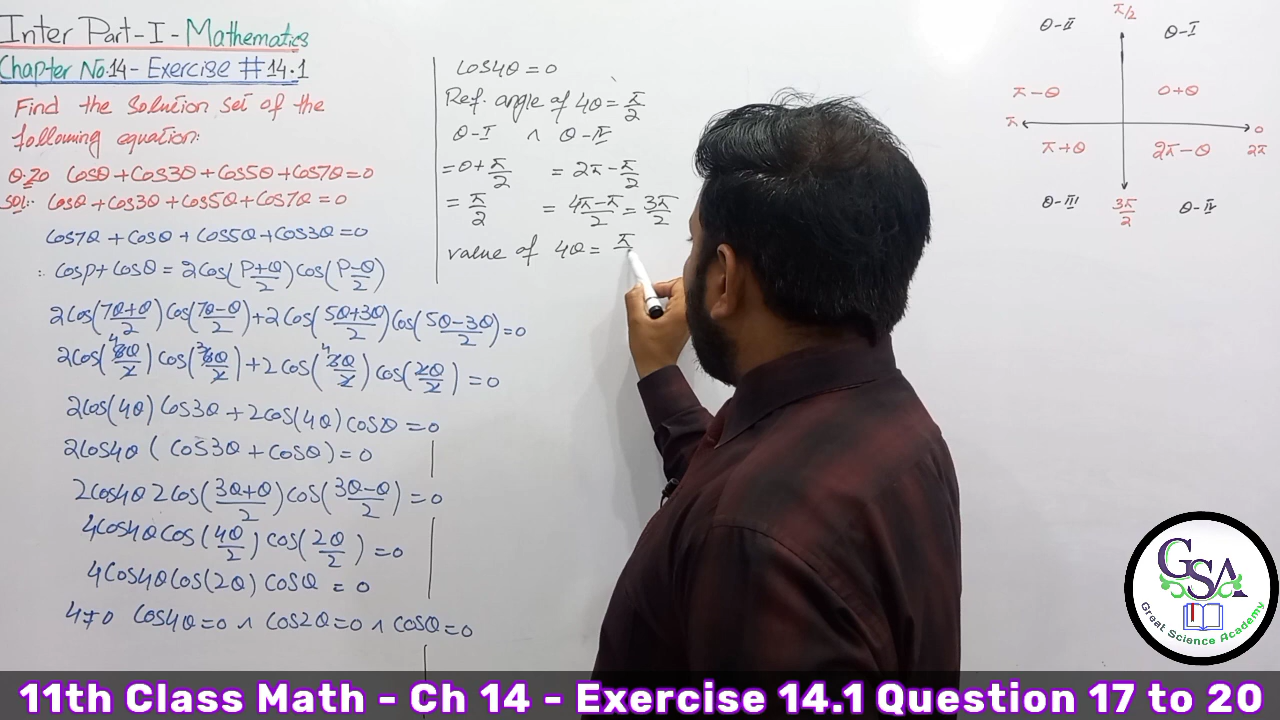 Inter Part-I-Mathematics
Chapter No.14-Exercise #14.1
Find the solution set of the
following equation:
Q.20 Cosθ+Cos3θ+Cos5θ+Cos7θ=0
Sol:- Cosθ+Cos3θ+Cos5θ+Cos7θ=0
Cos7θ+Cosθ+Cos5θ+Cos3θ=0
∵ CosP+Cosθ=2Cos(P+θ/2)Cos(P-θ/2)
2Cos(7θ+θ/2)Cos(7θ-θ/2)+2Cos(5θ+3θ/2)Cos(5θ-3θ/2)=0
2Cos(4 8θ/2)Cos(3 6θ/2)+2Cos(4 8θ/2)Cos(2θ/2)=0
2Cos(4θ)Cos3θ+2Cos(4θ)Cosθ=0
2Cos4θ(Cos3θ+Cosθ)=0
2Cos4θ 2Cos(3θ+θ/2)Cos(3θ-θ/2)=0
4Cos4θCos(4θ/2)Cos(2θ/2)=0
4Cos4θCos(2θ)Cosθ=0
4≠0 Cos4θ=0 ∧ Cos2θ=0 ∧ Cosθ=0
Cos4θ=0
Ref. angle of 4θ=π/2
θ-I ∧ θ-IV
=0+π/2 =2π-π/2
=π/2 =4π-π/2=3π/2
value of 4θ=π
π/2
θ-II θ-I
π-θ 0+θ
π 0
2π
π+θ 2π-θ
θ-III 3π/2 θ-IV
GSA
Great Science Academy
11th Class Math - Ch 14 - Exercise 14.1 Question 17 to 20